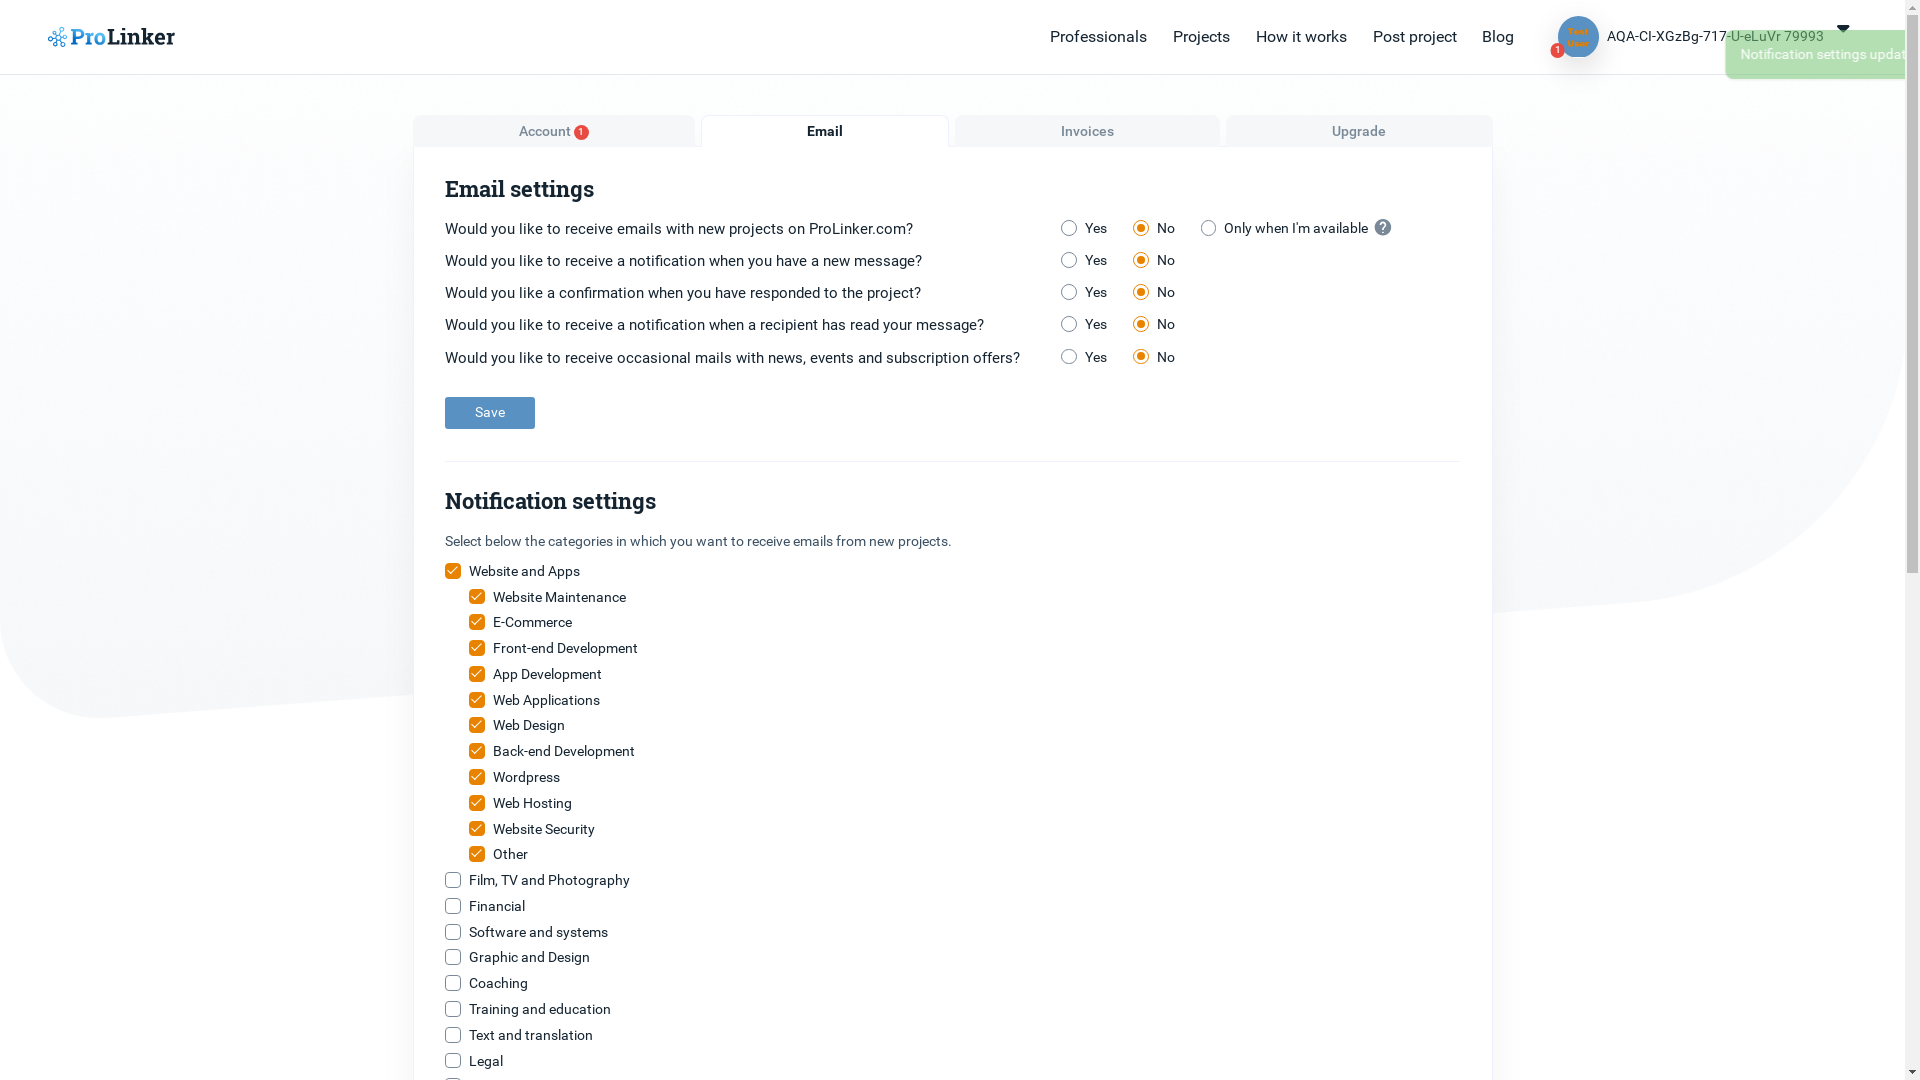 ProLinker
Professionals
Projects
How it works
Post project
Blog
Test
User
1
AQA-CI-XGzBg-717-U-eLuVr 79993
Notification settings updat
Account 1
Email
Invoices
Upgrade
Email settings
Would you like to receive emails with new projects on ProLinker.com?
Yes
No
Only when I'm available ?
Would you like to receive a notification when you have a new message?
Yes
No
Would you like a confirmation when you have responded to the project?
Yes
No
Would you like to receive a notification when a recipient has read your message?
Yes
No
Would you like to receive occasional mails with news, events and subscription offers?
Yes
No
Save
Notification settings
Select below the categories in which you want to receive emails from new projects.
Website and Apps
Website Maintenance
E-Commerce
Front-end Development
App Development
Web Applications
Web Design
Back-end Development
Wordpress
Web Hosting
Website Security
Other
Film, TV and Photography
Financial
Software and systems
Graphic and Design
Coaching
Training and education
Text and translation
Legal